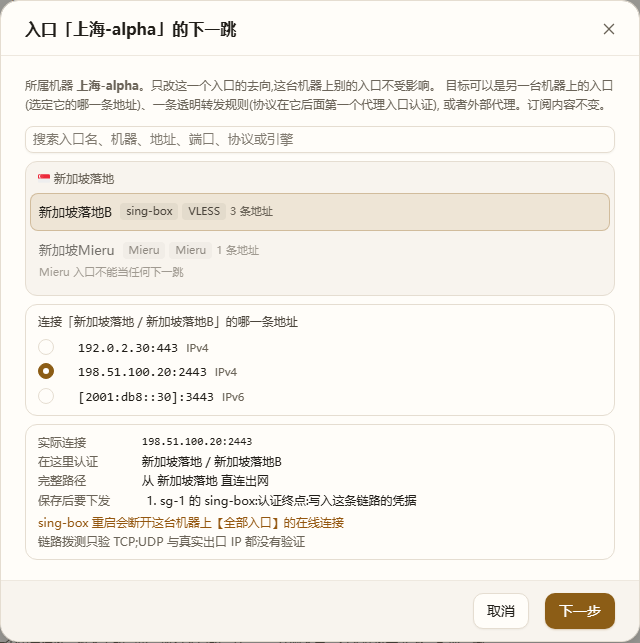 入口「上海-alpha」的下一跳
所属机器 上海-alpha。只改这一个入口的去向,这台机器上别的入口不受影响。 目标可以是另一台机器上的入口
(选定它的哪一条地址)、一条透明转发规则(协议在它后面第一个代理入口认证), 或者外部代理。订阅内容不变。
搜索入口名、机器、地址、端口、协议或引擎
新加坡落地
新加坡落地B sing-box VLESS 3 条地址
新加坡Mieru Mieru Mieru 1 条地址
Mieru 入口不能当任何下一跳
连接「新加坡落地 / 新加坡落地B」的哪一条地址
192.0.2.30:443 IPv4
198.51.100.20:2443 IPv4
[2001:db8::30]:3443 IPv6
实际连接 198.51.100.20:2443
在这里认证 新加坡落地 / 新加坡落地B
完整路径 从 新加坡落地 直连出网
保存后要下发 1. sg-1 的 sing-box:认证终点:写入这条链路的凭据
sing-box 重启会断开这台机器上【全部入口】的在线连接
链路拨测只验 TCP;UDP 与真实出口 IP 都没有验证
取消 下一步